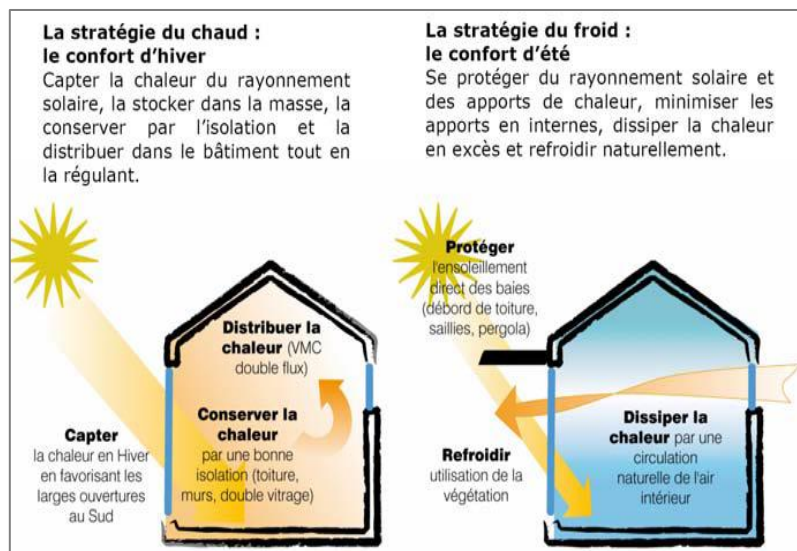 La stratégie du chaud :
le confort d’hiver
Capter la chaleur du rayonnement
solaire, la stocker dans la masse, la
conserver par l’isolation et la
distribuer dans le bâtiment tout en
la régulant.
La stratégie du froid :
le confort d’été
Se protéger du rayonnement solaire et
des apports de chaleur, minimiser les
apports en internes, dissiper la chaleur
en excès et refroidir naturellement.
Distribuer la
chaleur (VMC
double flux)
Conserver la
chaleur
par une bonne
isolation (toiture,
murs, double vitrage)
Capter
la chaleur en Hiver
en favorisant les
larges ouvertures
au Sud
Protéger
l'ensoleillement
direct des baies
(débord de toiture,
saillies, pergola)
Refroidir
utilisation de la
végétation
Dissiper la
chaleur par une
circulation
naturelle de l'air
intérieur